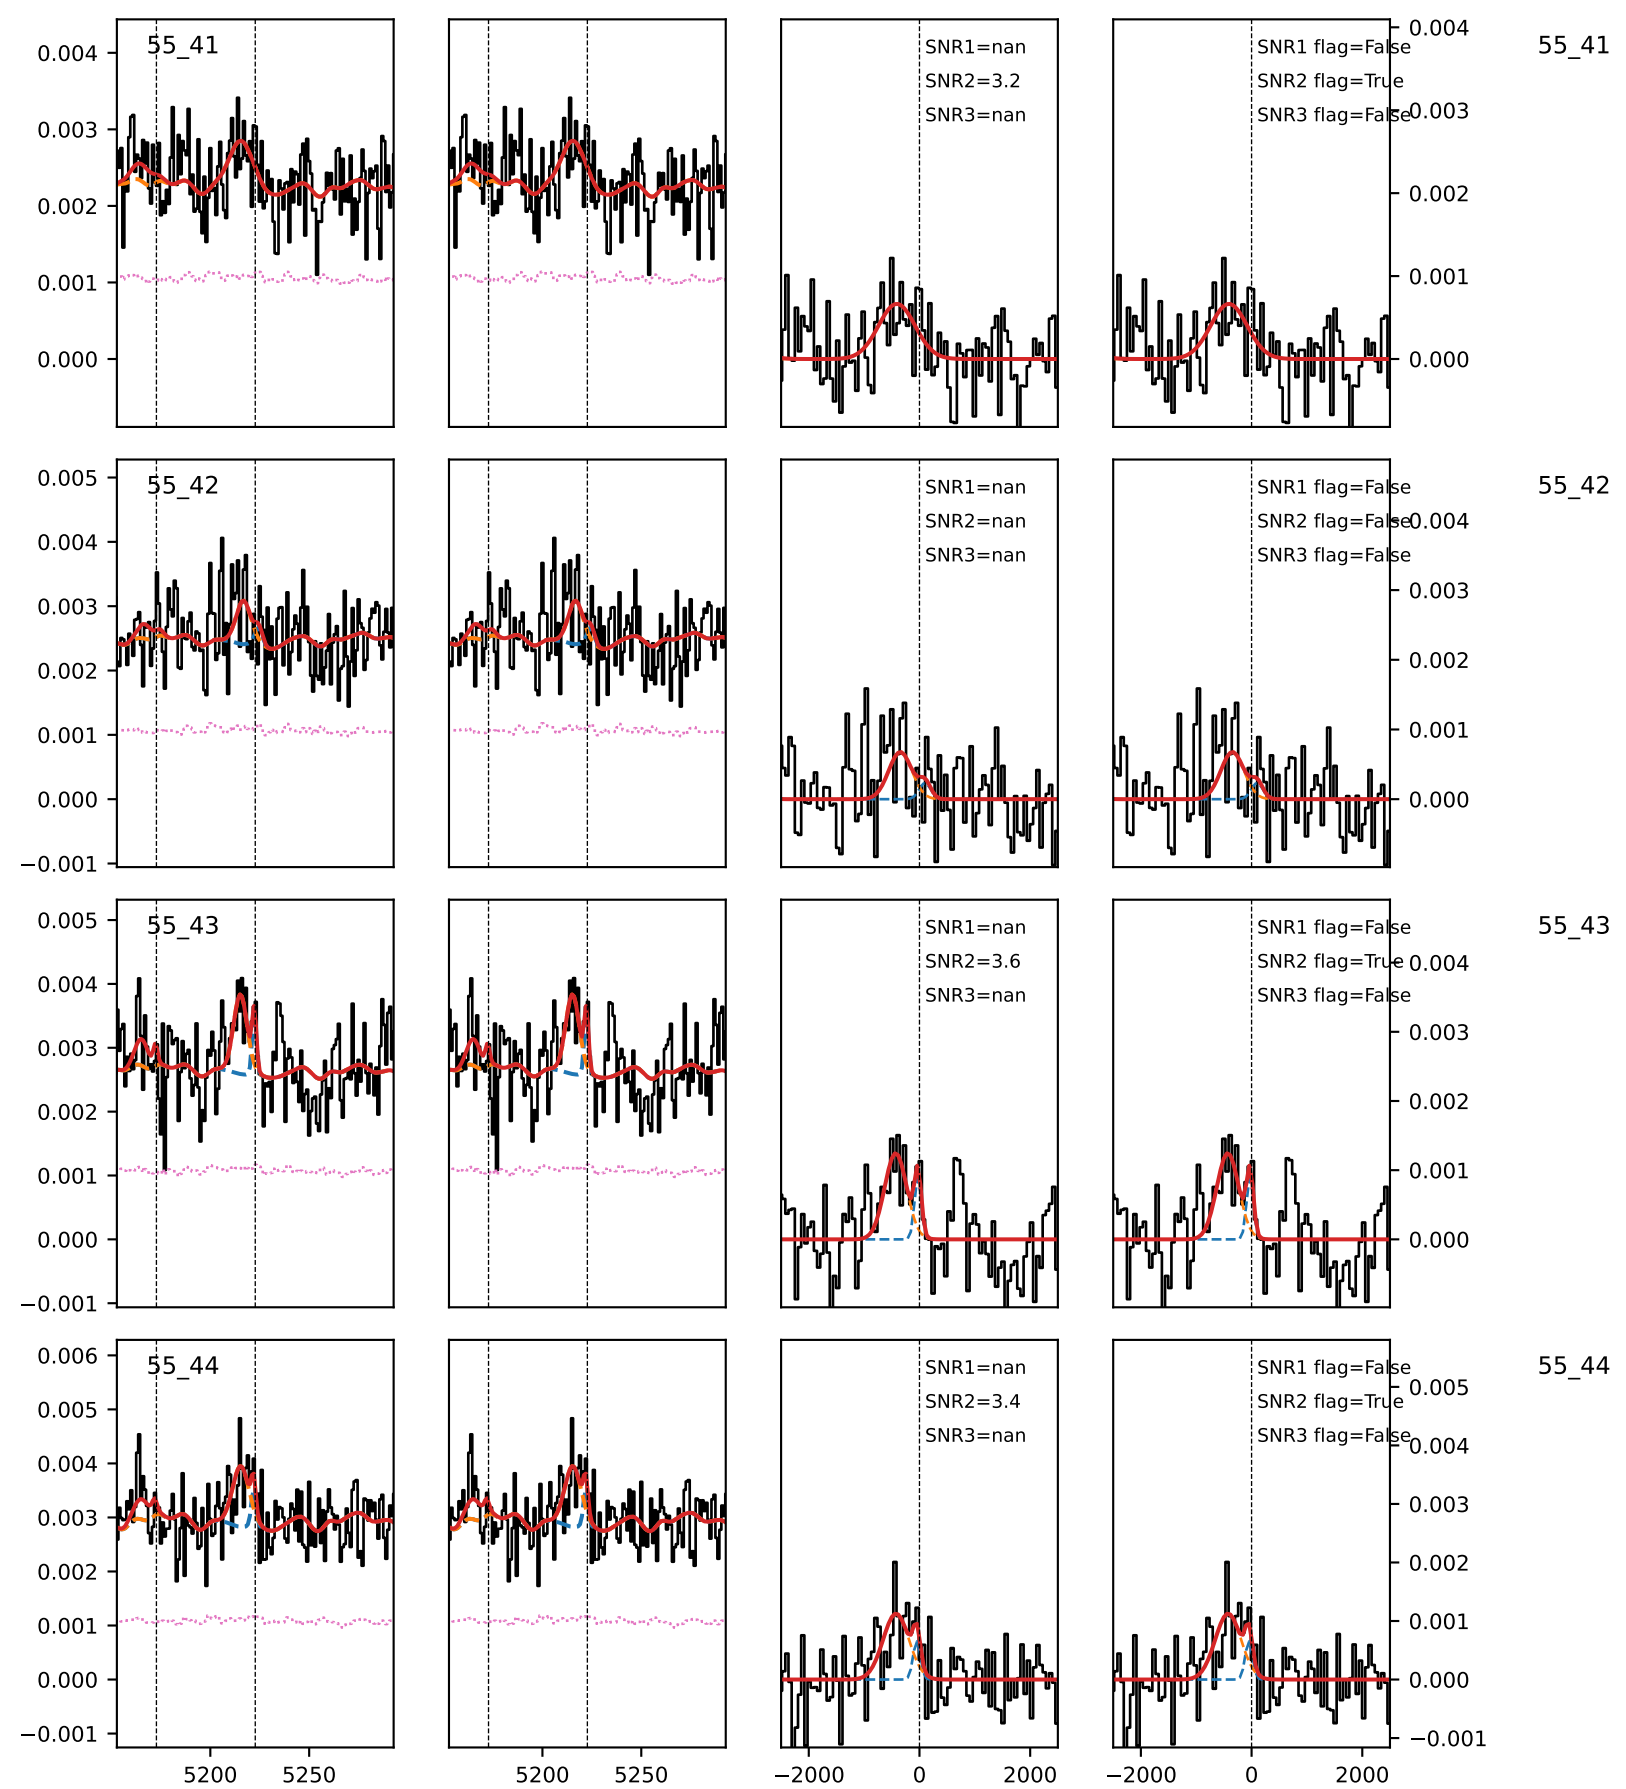 55_41
SNR1=nan
SNR2=3.2
SNR3=nan
SNR1 flag=False
SNR2 flag=True
SNR3 flag=False
55_41
0.004
0.003
0.002
0.001
0.000
0.004
0.003
0.002
0.001
0.000
55_42
SNR1=nan
SNR2=nan
SNR3=nan
SNR1 flag=False
SNR2 flag=False
SNR3 flag=False
55_42
0.005
0.004
0.003
0.002
0.001
0.000
−0.001
0.004
0.003
0.002
0.001
0.000
55_43
SNR1=nan
SNR2=3.6
SNR3=nan
SNR1 flag=False
SNR2 flag=True
SNR3 flag=False
55_43
0.005
0.004
0.003
0.002
0.001
0.000
−0.001
0.004
0.003
0.002
0.001
0.000
55_44
SNR1=nan
SNR2=3.4
SNR3=nan
SNR1 flag=False
SNR2 flag=True
SNR3 flag=False
55_44
0.006
0.005
0.004
0.003
0.002
0.001
0.000
−0.001
0.005
0.004
0.003
0.002
0.001
0.000
−0.001
5200 5250 5200 5250 −2000 0 2000 −2000 0 2000